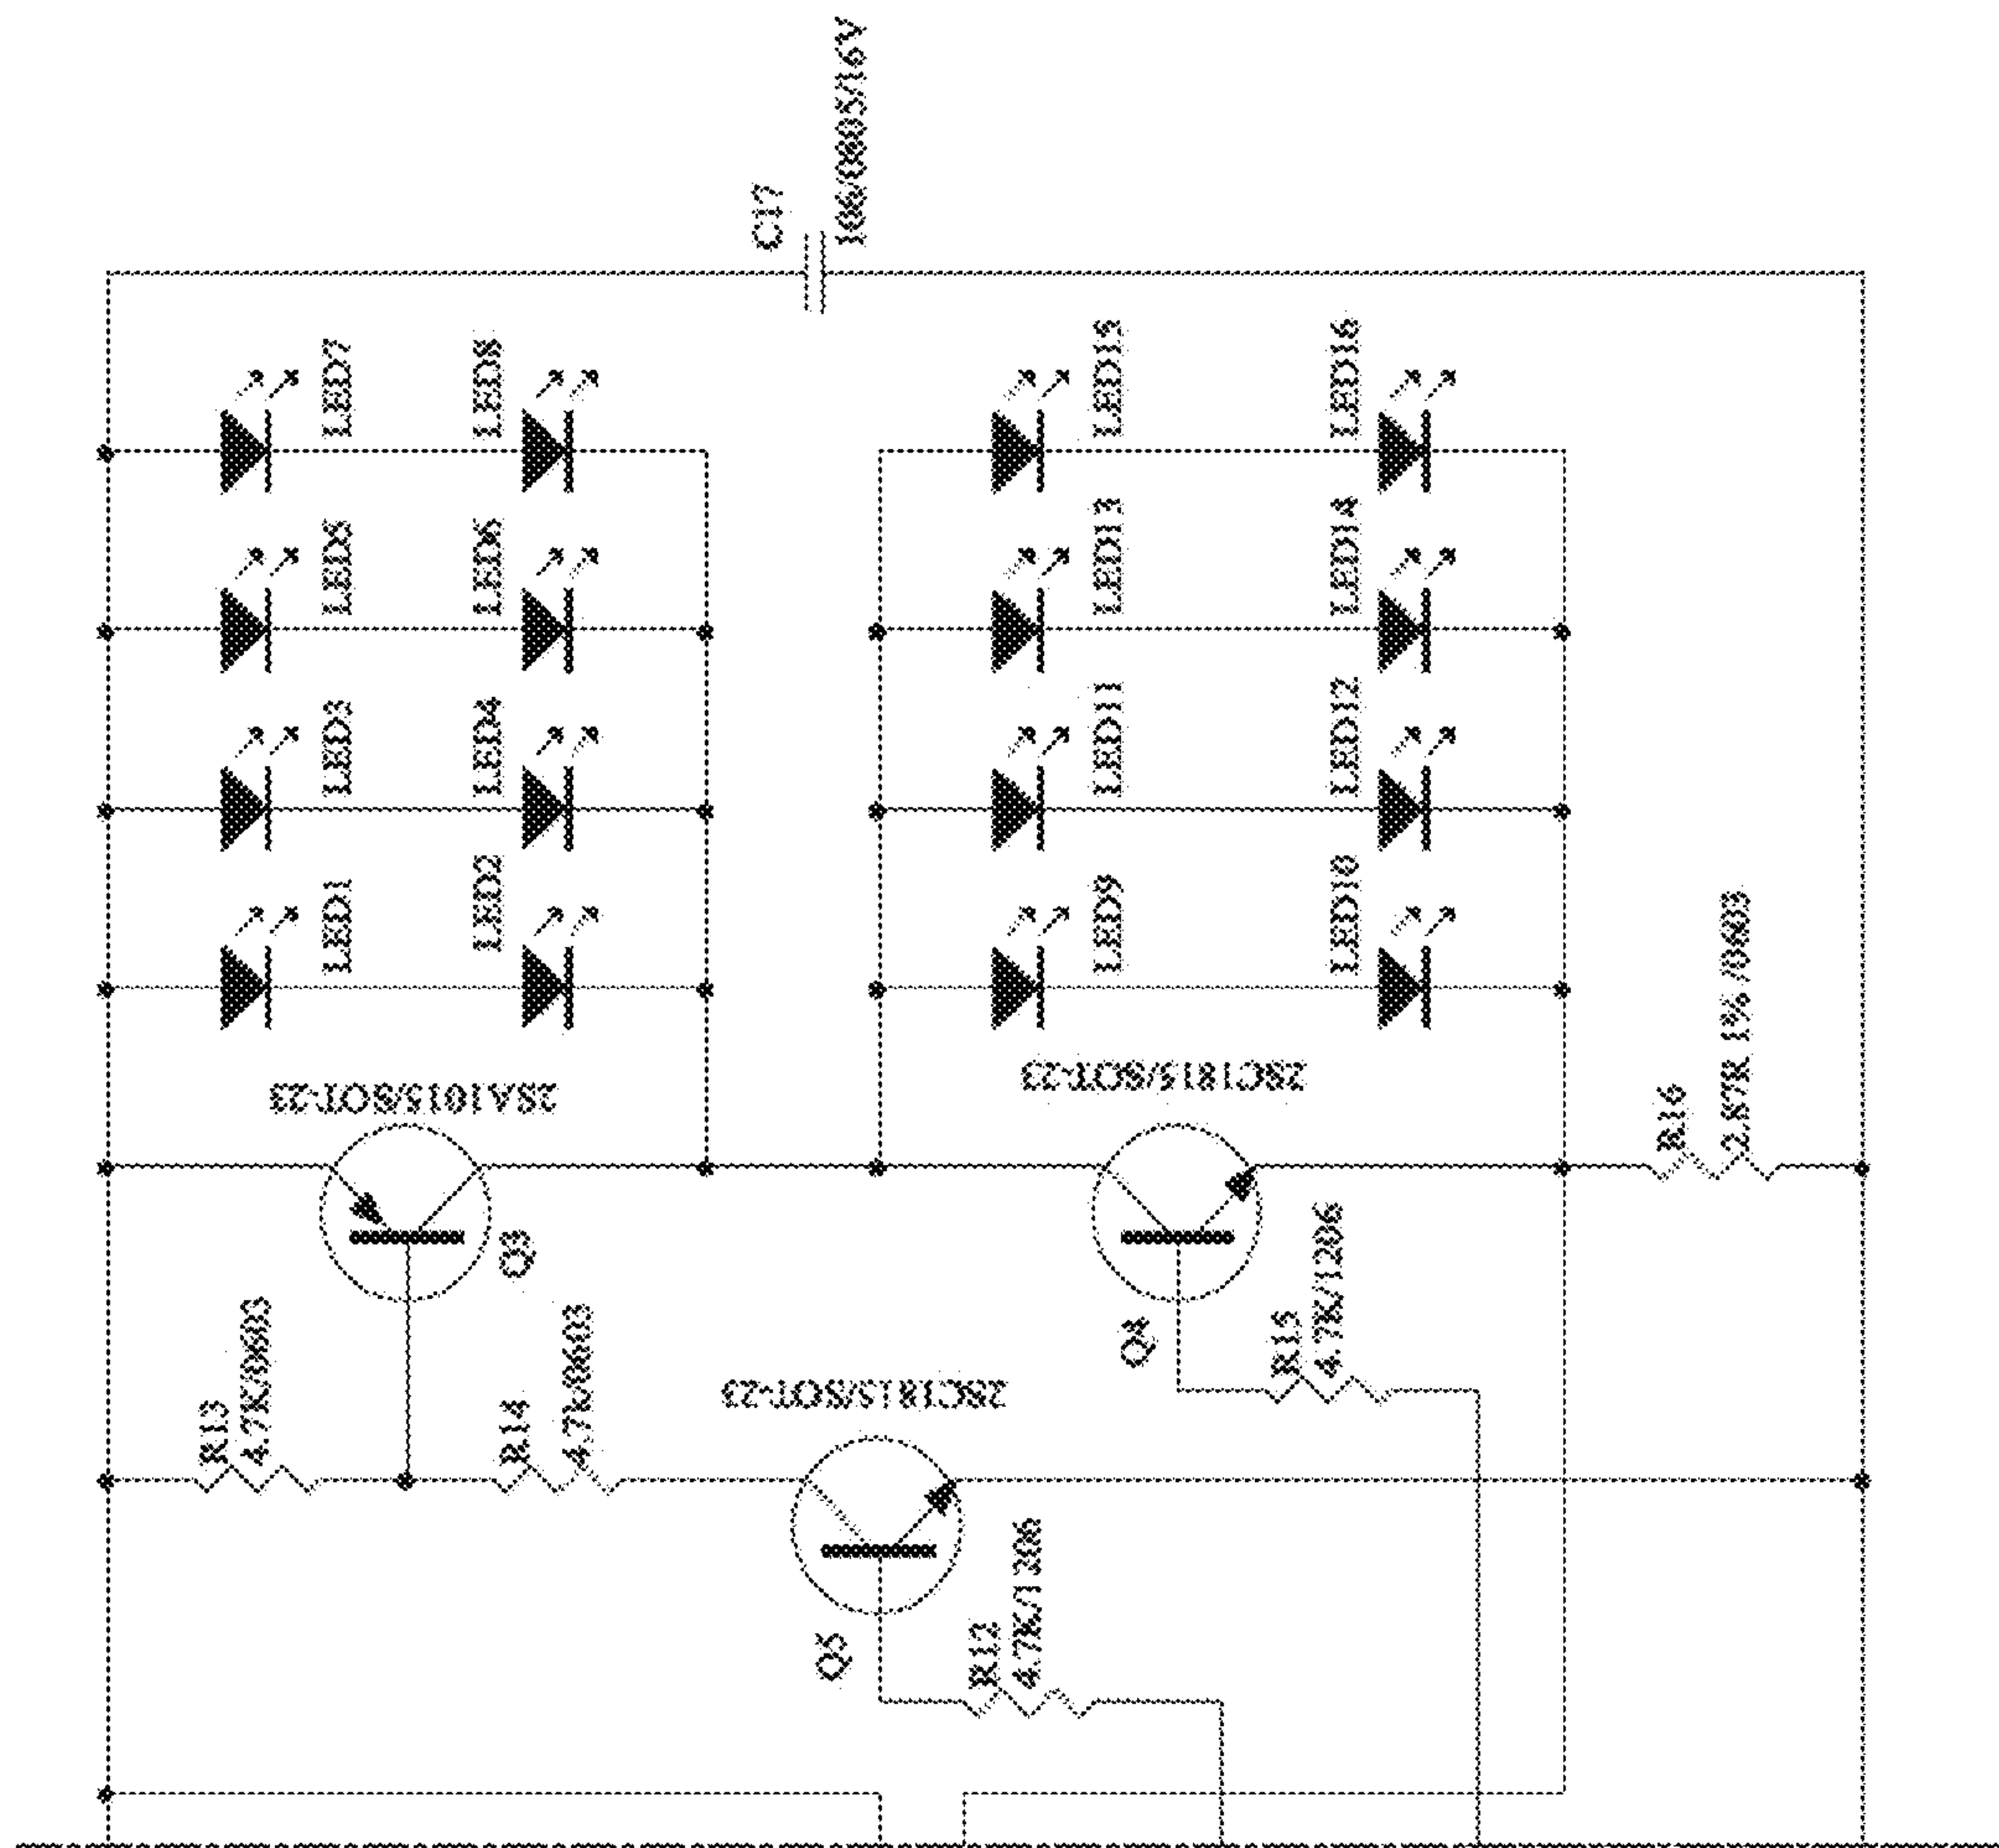 C17
106/0805/16V
LED7
LED8
LED15
LED16
LED5
LED6
LED13
LED14
LED3
LED4
LED11
LED12
LED1
LED2
LED9
LED10
2SA1015/SOT-23
2SC1815/SOT-23
R16
2.87R 1% /0603
Q3
R13
4.7K/0603
R14
4.7K/0603
Q4
R15
4.7K/1206
2SC1815/SOT-23
Q5
R12
4.7K/1206